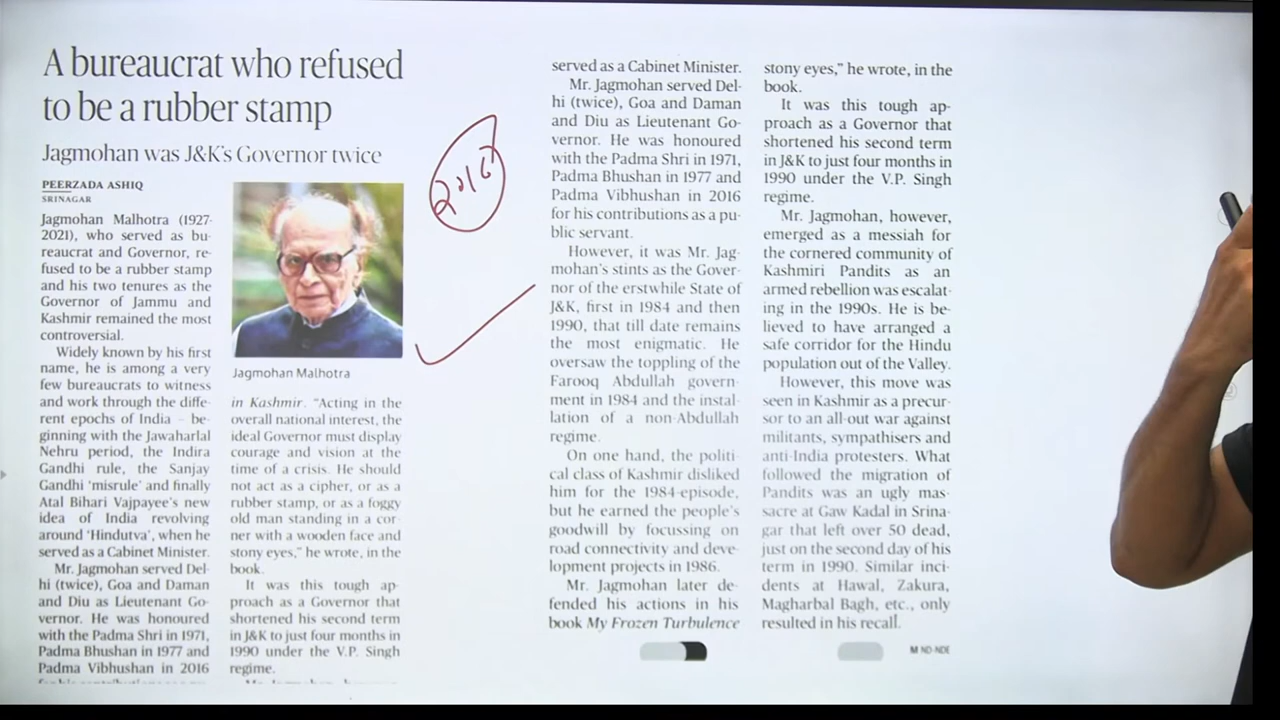 A bureaucrat who refused
to be a rubber stamp
Jagmohan was J&K's Governor twice
PEERZADA ASHIQ
SRINAGAR
Jagmohan Malhotra (1927-
2021), who served as bu-
reaucrat and Governor, re-
fused to be a rubber stamp
and his two tenures as the
Governor of Jammu and
Kashmir remained the most
controversial.
Widely known by his first
name, he is among a very
few bureaucrats to witness
and work through the diffe-
rent epochs of India – be-
ginning with the Jawaharlal
Nehru period, the Indira
Gandhi rule, the Sanjay
Gandhi 'misrule' and finally
Atal Bihari Vajpayee's new
idea of India revolving
around 'Hindutva', when he
served as a Cabinet Minister.
Mr. Jagmohan served Del-
hi (twice), Goa and Daman
and Diu as Lieutenant Go-
vernor. He was honoured
with the Padma Shri in 1971,
Padma Bhushan in 1977 and
Padma Vibhushan in 2016
Jagmohan Malhotra
in Kashmir. "Acting in the
overall national interest, the
ideal Governor must display
courage and vision at the
time of a crisis. He should
not act as a cipher, or as a
rubber stamp, or as a foggy
old man standing in a cor-
ner with a wooden face and
stony eyes," he wrote, in the
book.
It was this tough ap-
proach as a Governor that
shortened his second term
in J&K to just four months in
1990 under the V.P. Singh
regime.
served as a Cabinet Minister.
Mr. Jagmohan served Del-
hi (twice), Goa and Daman
and Diu as Lieutenant Go-
vernor. He was honoured
with the Padma Shri in 1971,
Padma Bhushan in 1977 and
Padma Vibhushan in 2016
for his contributions as a pu-
blic servant.
However, it was Mr. Jag-
mohan's stints as the Gover-
nor of the erstwhile State of
J&K, first in 1984 and then
1990, that till date remains
the most enigmatic. He
oversaw the toppling of the
Farooq Abdullah govern-
ment in 1984 and the instal-
lation of a non-Abdullah
regime.
On one hand, the politi-
cal class of Kashmir disliked
him for the 1984-episode,
but he earned the people's
goodwill by focussing on
road connectivity and deve-
lopment projects in 1986.
Mr. Jagmohan later de-
fended his actions in his
book My Frozen Turbulence
stony eyes," he wrote, in the
book.
It was this tough ap-
proach as a Governor that
shortened his second term
in J&K to just four months in
1990 under the V.P. Singh
regime.
Mr. Jagmohan, however,
emerged as a messiah for
the cornered community of
Kashmiri Pandits as an
armed rebellion was escalat-
ing in the 1990s. He is be-
lieved to have arranged a
safe corridor for the Hindu
population out of the Valley.
However, this move was
seen in Kashmir as a precur-
sor to an all-out war against
militants, sympathisers and
anti-India protesters. What
followed the migration of
Pandits was an ugly mas-
sacre at Gaw Kadal in Srina-
gar that left over 50 dead,
just on the second day of his
term in 1990. Similar inci-
dents at Hawal, Zakura,
Magharbal Bagh, etc., only
resulted in his recall.
M ND-NDE